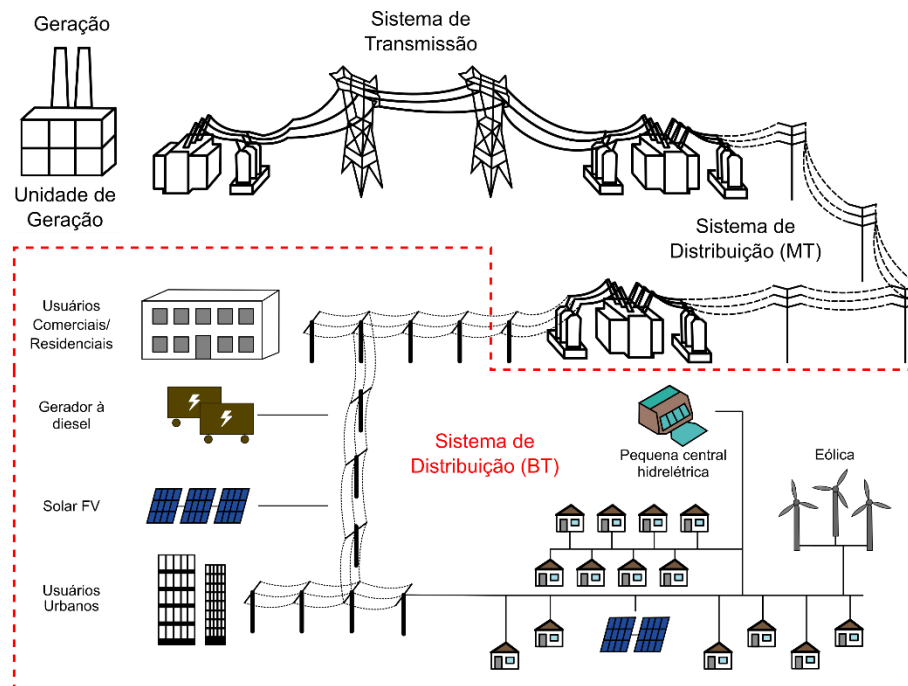 Geração
Sistema de
Transmissão
Unidade de
Geração
Sistema de
Distribuição (MT)
Usuários
Comerciais/
Residenciais
Gerador à
diesel
Sistema de
Distribuição (BT)
Pequena central
hidrelétrica
Eólica
Solar FV
Usuários
Urbanos